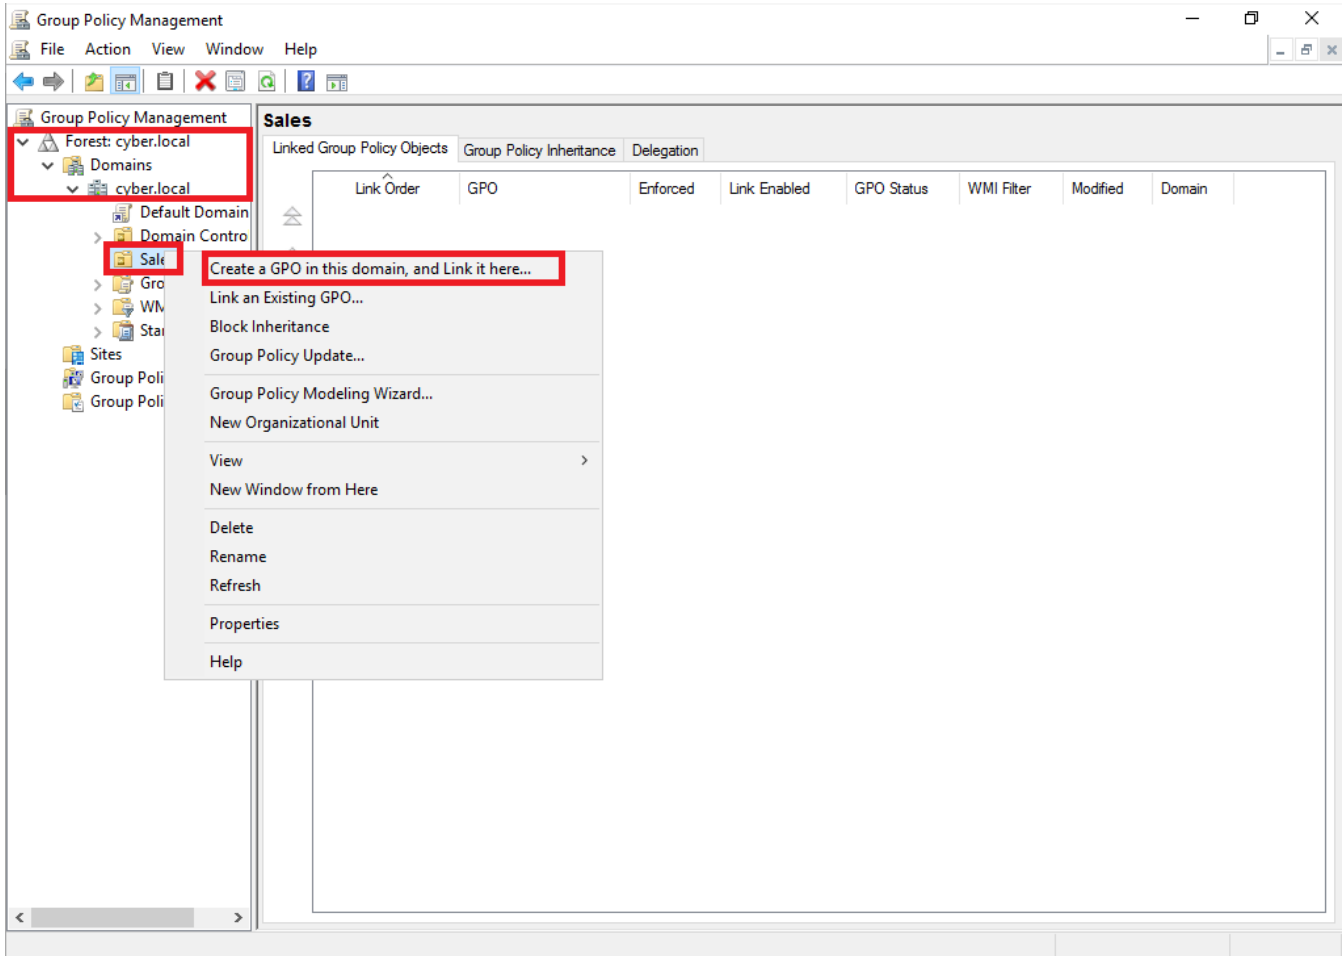 Group Policy Management
File Action View Window Help
Group Policy Management
Forest: cyber.local
Domains
cyber.local
Default Domain
Domain Contro
Sale
Gro
WM
Star
Sites
Group Poli
Group Poli
Sales
Linked Group Policy Objects Group Policy Inheritance Delegation
Link Order GPO Enforced Link Enabled GPO Status WMI Filter Modified Domain
Create a GPO in this domain, and Link it here...
Link an Existing GPO...
Block Inheritance
Group Policy Update...
Group Policy Modeling Wizard...
New Organizational Unit
View
New Window from Here
Delete
Rename
Refresh
Properties
Help